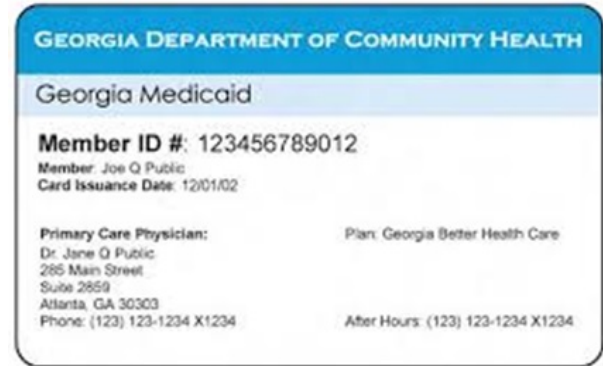 GEORGIA DEPARTMENT OF COMMUNITY HEALTH
Georgia Medicaid
Member ID #: 123456789012
Member: Joe Q Public
Card Issuance Date: 12/01/02
Primary Care Physician:
Dr. Jane Q Public
285 Main Street
Suite 2859
Atlanta, GA 30303
Phone: (123) 123-1234 X1234
Plan: Georgia Better Health Care
After Hours: (123) 123-1234 X1234